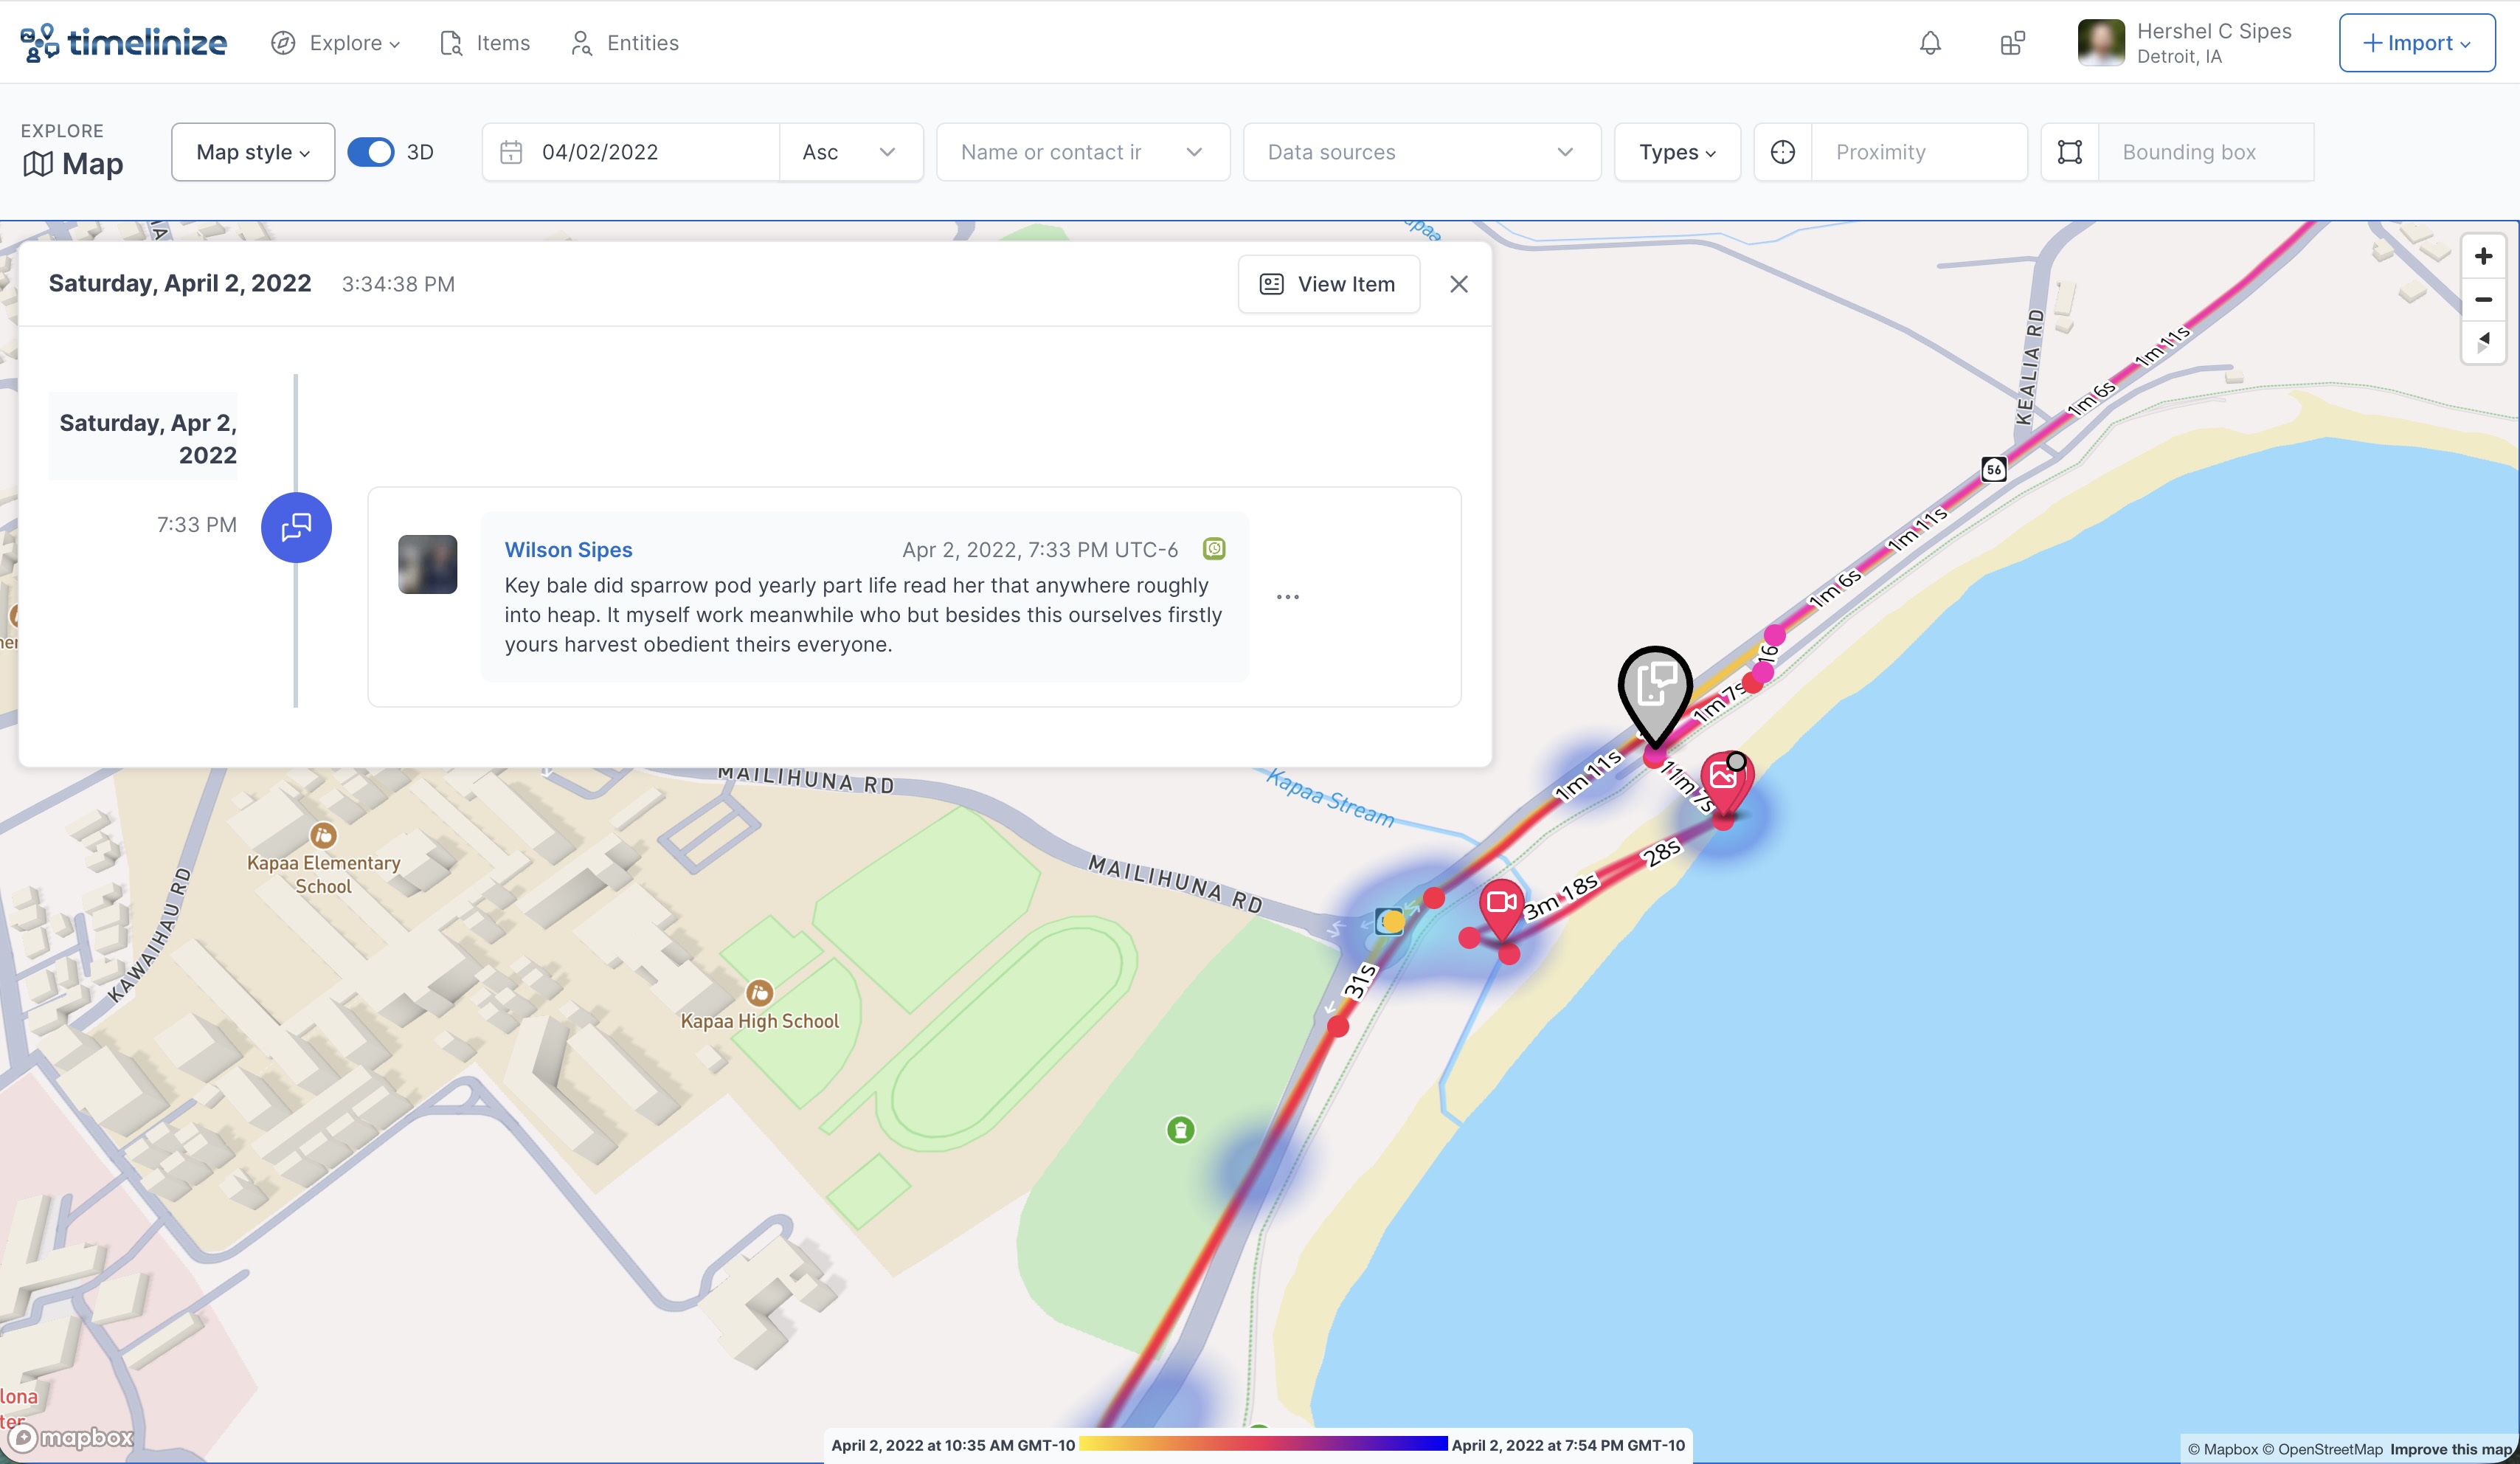 timelinize
Explore
Items
Entities
Hershel C Sipes
Detroit, IA
Import
EXPLORE
Map
Map style
3D
04/02/2022
Asc
Name or contact ir
Data sources
Types
Proximity
Bounding box
Saturday, April 2, 2022
3:34:38 PM
View Item
Saturday, Apr 2,
2022
7:33 PM
Wilson Sipes
Apr 2, 2022, 7:33 PM UTC-6
Key bale did sparrow pod yearly part life read her that anywhere roughly
into heap. It myself work meanwhile who but besides this ourselves firstly
yours harvest obedient theirs everyone.
KEALIA RD
1m 11s
1m 6s
56
1m 11s
1m 6s
16
1m 7s
11m 7s
1m 11s
28s
3m 18s
31s
Kapaa Stream
MAILIHUNA RD
MAILIHUNA RD
KAWAIHAU RD
Kapaa Elementary
School
Kapaa High School
mapbox
April 2, 2022 at 10:35 AM GMT-10
April 2, 2022 at 7:54 PM GMT-10
© Mapbox © OpenStreetMap Improve this map